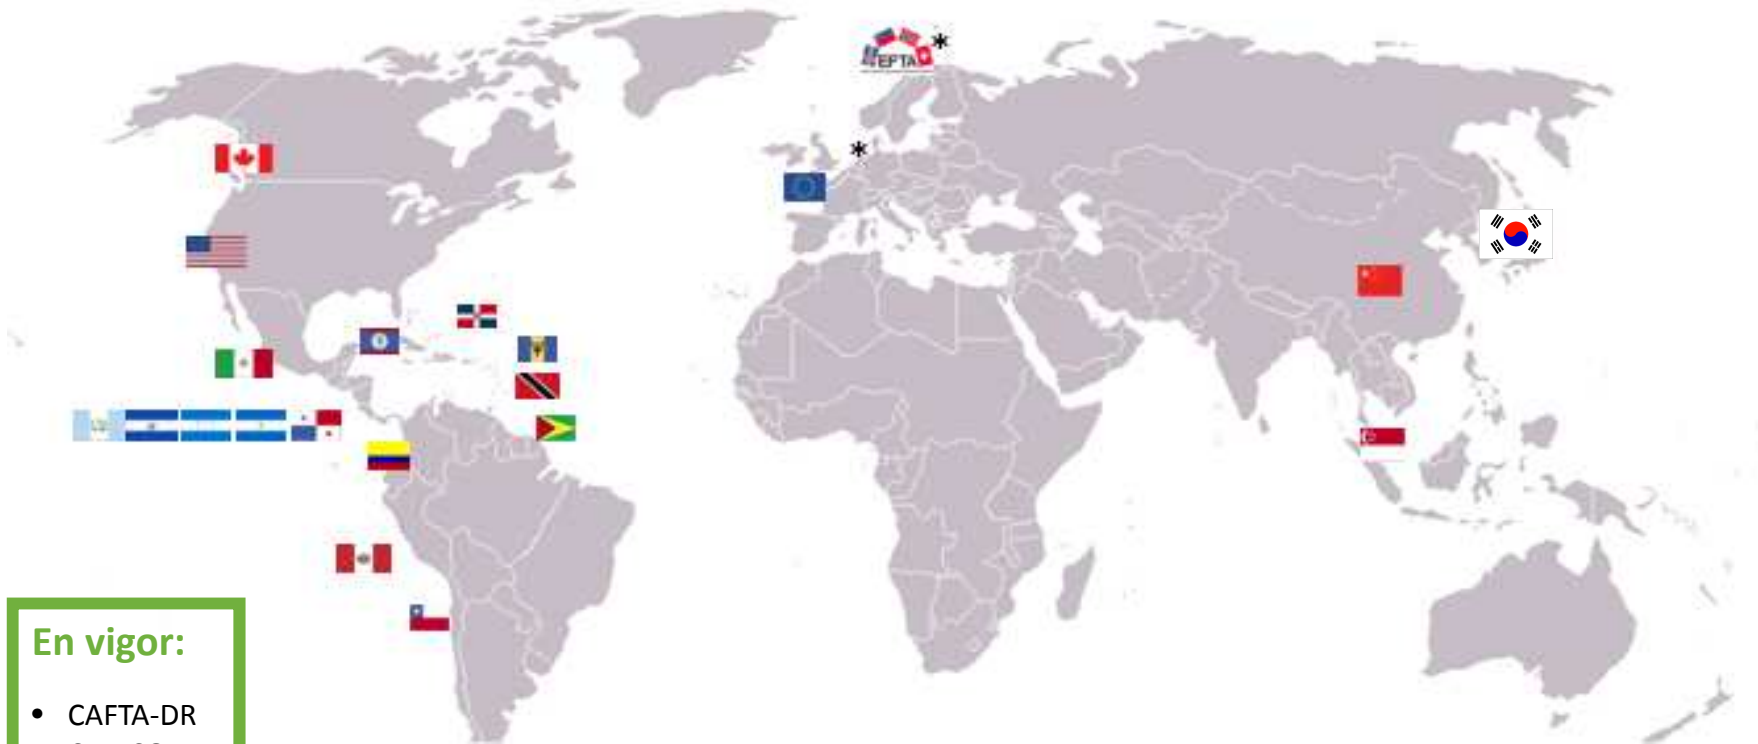 EFTA
*
*
En vigor:
• CAFTA-DR